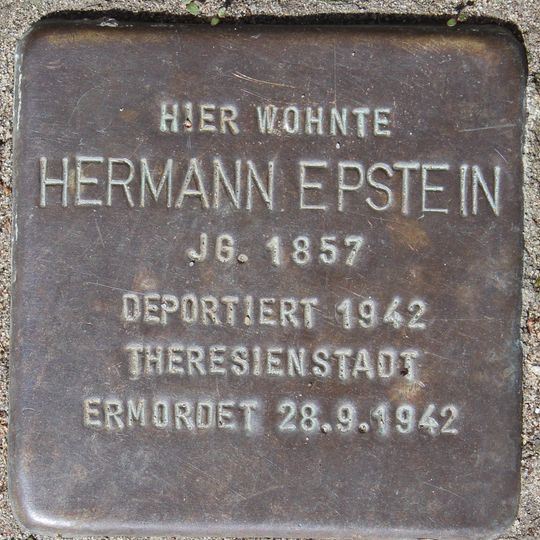 HIER WOHNTE
HERMANN EPSTEIN
JG. 1857
DEPORTIERT 1942
THERESIENSTADT
ERMORDET 28.9.1942